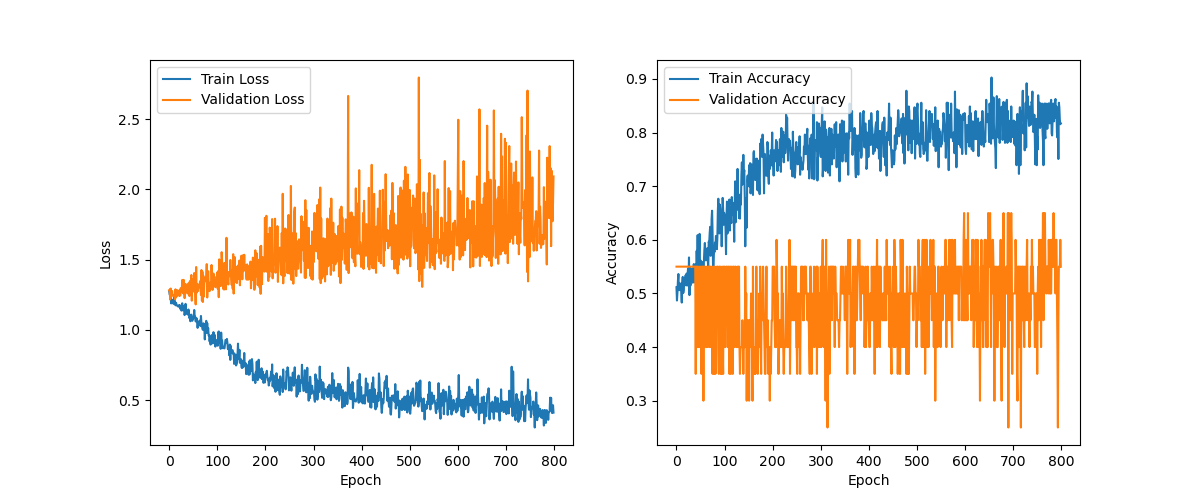 Train Loss
Validation Loss
Loss
2.5
2.0
1.5
1.0
0.5
0 100 200 300 400 500 600 700 800
Epoch
Train Accuracy
Validation Accuracy
Accuracy
0.9
0.8
0.7
0.6
0.5
0.4
0.3
0 100 200 300 400 500 600 700 800
Epoch